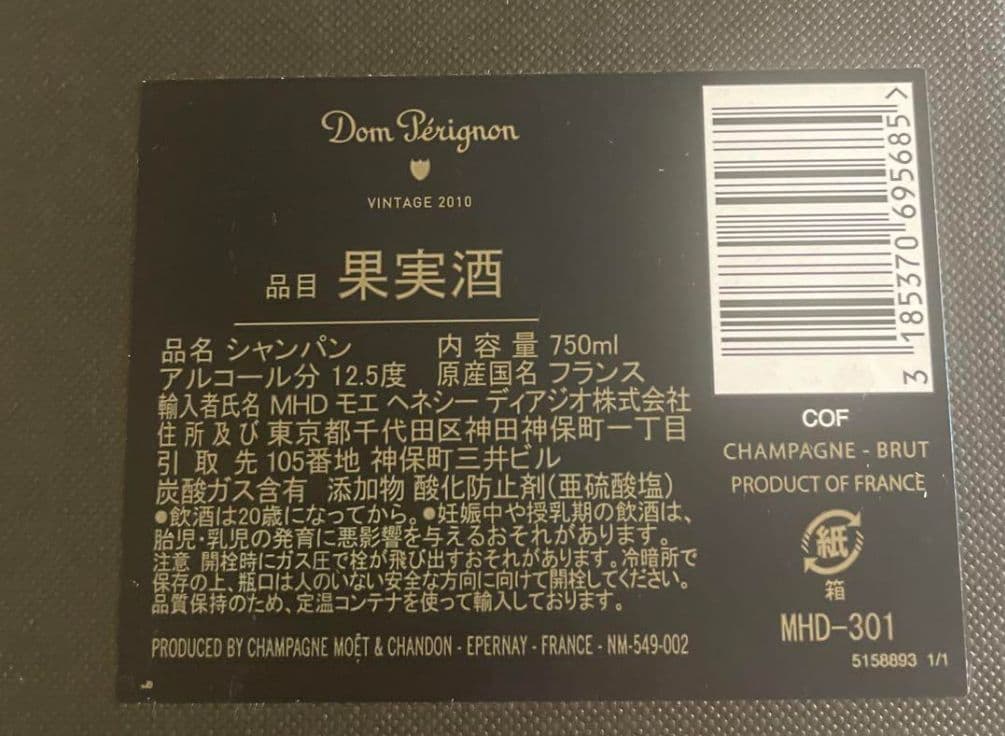 Dom Pérignon
VINTAGE 2010
品目 果実酒
品名 シャンパン 内容量 750ml
アルコール分 12.5度 原産国名 フランス
輸入者氏名 MHD モエ ヘネシー ディアジオ株式会社
住所及び 東京都千代田区神田神保町一丁目
引取先 105番地 神保町三井ビル
炭酸ガス含有 添加物 酸化防止剤(亜硫酸塩)
●飲酒は20歳になってから。●妊娠中や授乳期の飲酒は、
胎児・乳児の発育に悪影響を与えるおそれがあります。
注意 開栓時にガス圧で栓が飛び出すおそれがあります。冷暗所で
保存の上、瓶口は人のいない安全な方向に向けて開栓してください。
品質保持のため、定温コンテナを使って輸入しております。
PRODUCED BY CHAMPAGNE MOËT & CHANDON - EPERNAY - FRANCE - NM-549-002
3 185370 695685 >
COF
CHAMPAGNE - BRUT
PRODUCT OF FRANCE
紙
箱
MHD-301
5158893 1/1